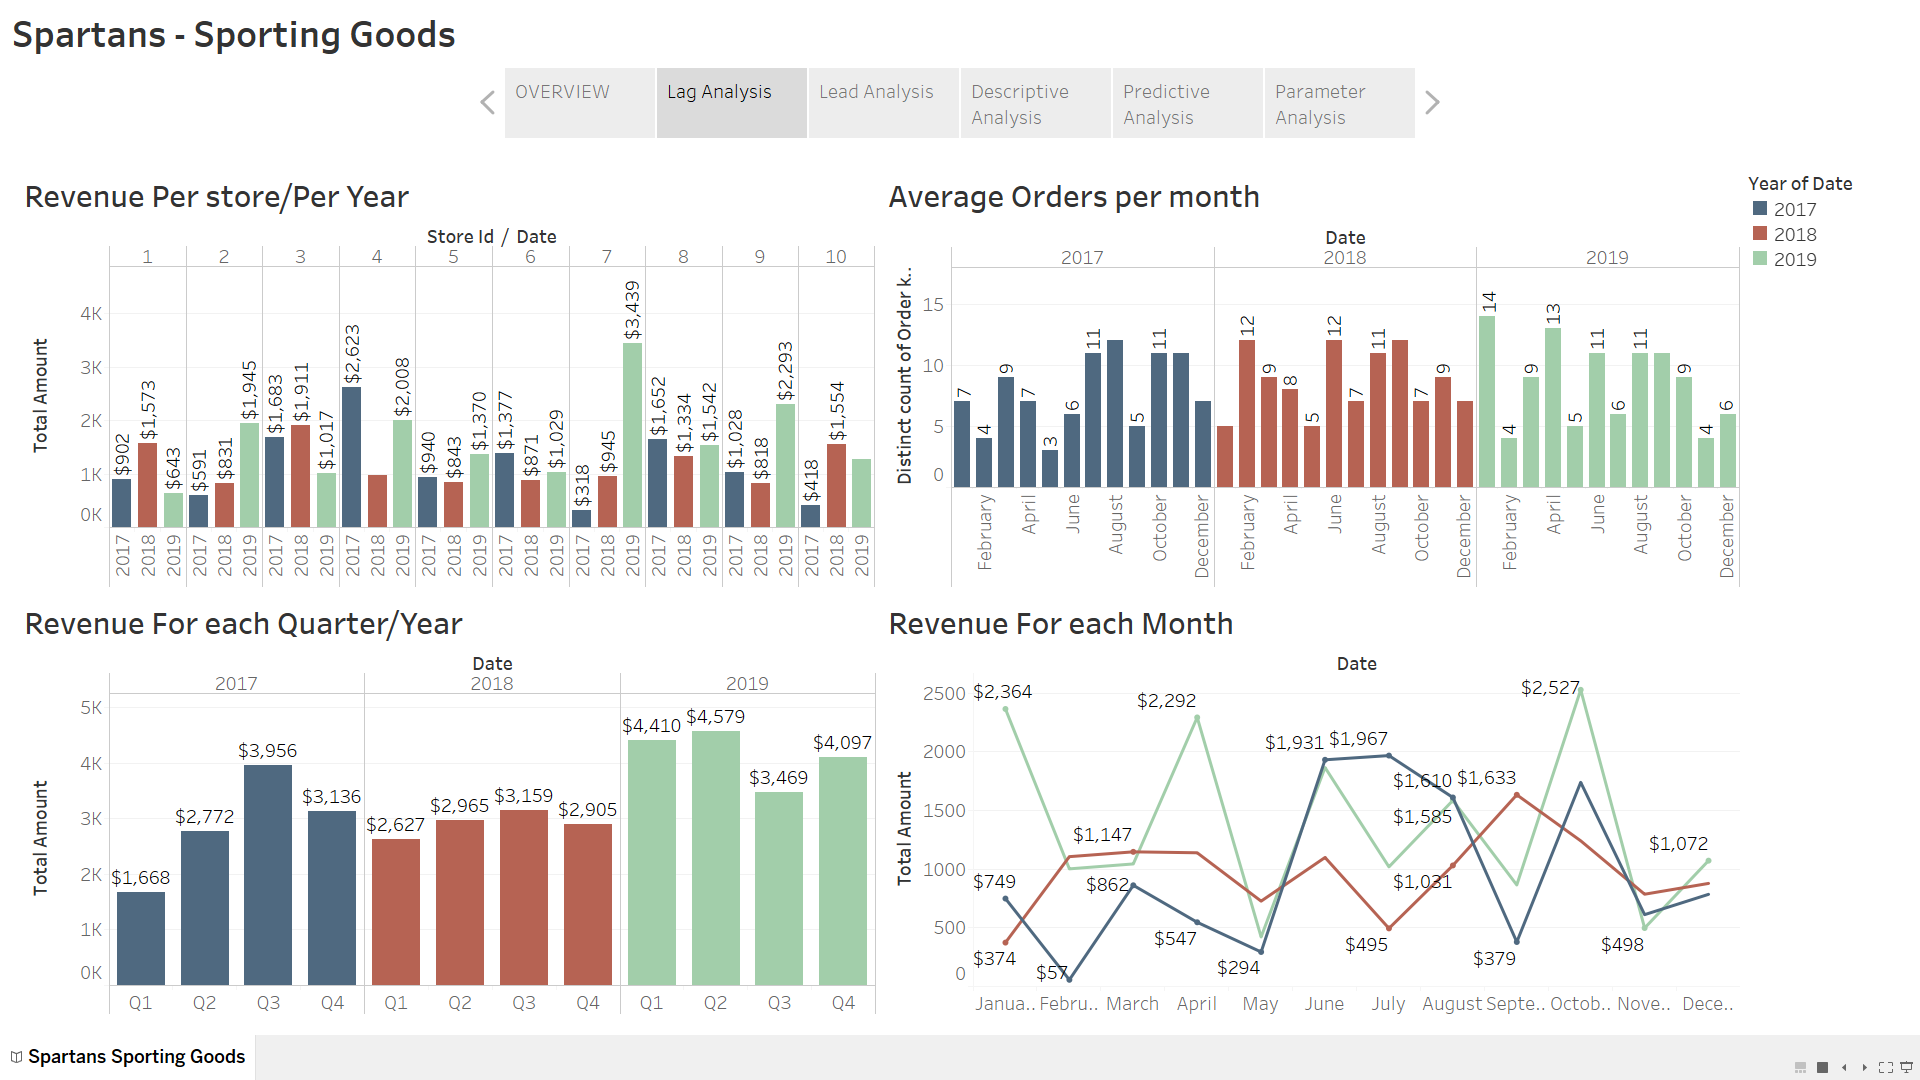 Spartans - Sporting Goods
OVERVIEW
Lag Analysis
Lead Analysis
Descriptive
Analysis
Predictive
Analysis
Parameter
Analysis
Revenue Per store/Per Year
Store Id / Date
1 2 3 4 5 6 7 8 9 10
Total Amount
4K
3K
2K
1K
0K
$902 $1,573 $643 $591 $831 $1,945 $1,683 $1,911 $1,017 $2,623 $2,008 $940 $843 $1,370 $1,377 $871 $1,029 $318 $945 $3,439 $1,652 $1,334 $1,542 $1,028 $818 $2,293 $418 $1,554
2017 2018 2019 2017 2018 2019 2017 2018 2019 2017 2018 2019 2017 2018 2019 2017 2018 2019 2017 2018 2019 2017 2018 2019 2017 2018 2019 2017 2018 2019
Average Orders per month
Date
2017 2018 2019
Distinct count of Order k..
15
10
5
0
7 4 9 7 3 6 11 5 11 12 9 8 5 12 7 11 7 9 14 4 9 13 5 11 6 11 9 4 6
February April June August October December February April June August October December February April June August October December
Year of Date
2017
2018
2019
Revenue For each Quarter/Year
Date
2017 2018 2019
Total Amount
5K
4K
3K
2K
1K
0K
$1,668 $2,772 $3,956 $3,136 $2,627 $2,965 $3,159 $2,905 $4,410 $4,579 $3,469 $4,097
Q1 Q2 Q3 Q4 Q1 Q2 Q3 Q4 Q1 Q2 Q3 Q4
Revenue For each Month
Date
Total Amount
2500
2000
1500
1000
500
0
$2,364
$2,292
$2,527
$1,931 $1,967
$1,610 $1,633
$1,585
$1,147
$1,072
$749
$862
$1,031
$547
$374
$57
$294
$495
$379
$498
Janua.. Febru.. March April May June July August Septe.. Octob.. Nove.. Dece..
Spartans Sporting Goods